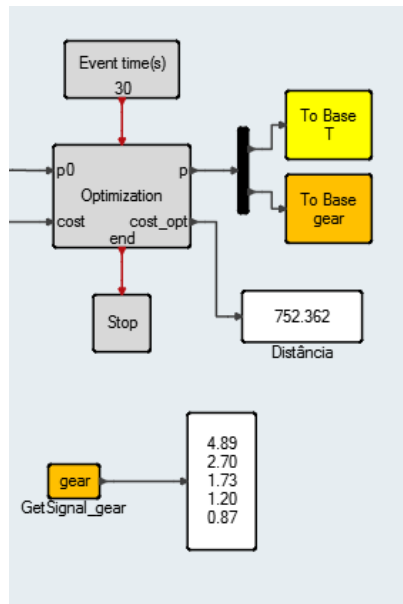 Event time(s)
30
p0
p
Optimization
cost
cost_opt
end
To Base
T
To Base
gear
Stop
752.362
Distância
gear
GetSignal_gear
4.89
2.70
1.73
1.20
0.87